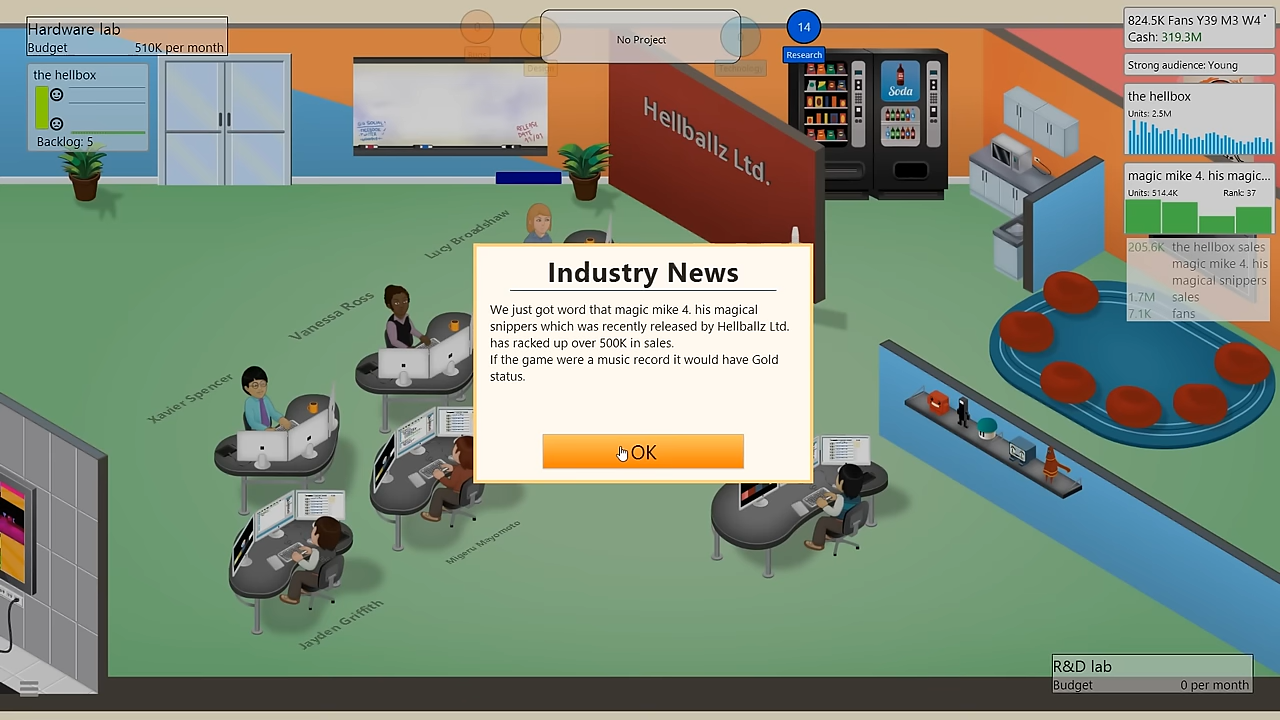 Hardware lab
Budget 510K per month
the hellbox
Backlog: 5
No Project
14
Research
Design
Technology
824.5K Fans Y39 M3 W4
Cash: 319.3M
Strong audience: Young
the hellbox
Units: 2.5M
magic mike 4. his magic...
Units: 514.4K Rank: 37
205.6K the hellbox sales
magic mike 4. his
magical snippers
1.7M sales
7.1K fans
Soda
Hellballz Ltd.
Lucy Broadshaw
Vanessa Ross
Xavier Spencer
Industry News
We just got word that magic mike 4. his magical
snippers which was recently released by Hellballz Ltd.
has racked up over 500K in sales.
If the game were a music record it would have Gold
status.
OK
Migeru Mayomoto
Jayden Griffith
R&D lab
Budget 0 per month